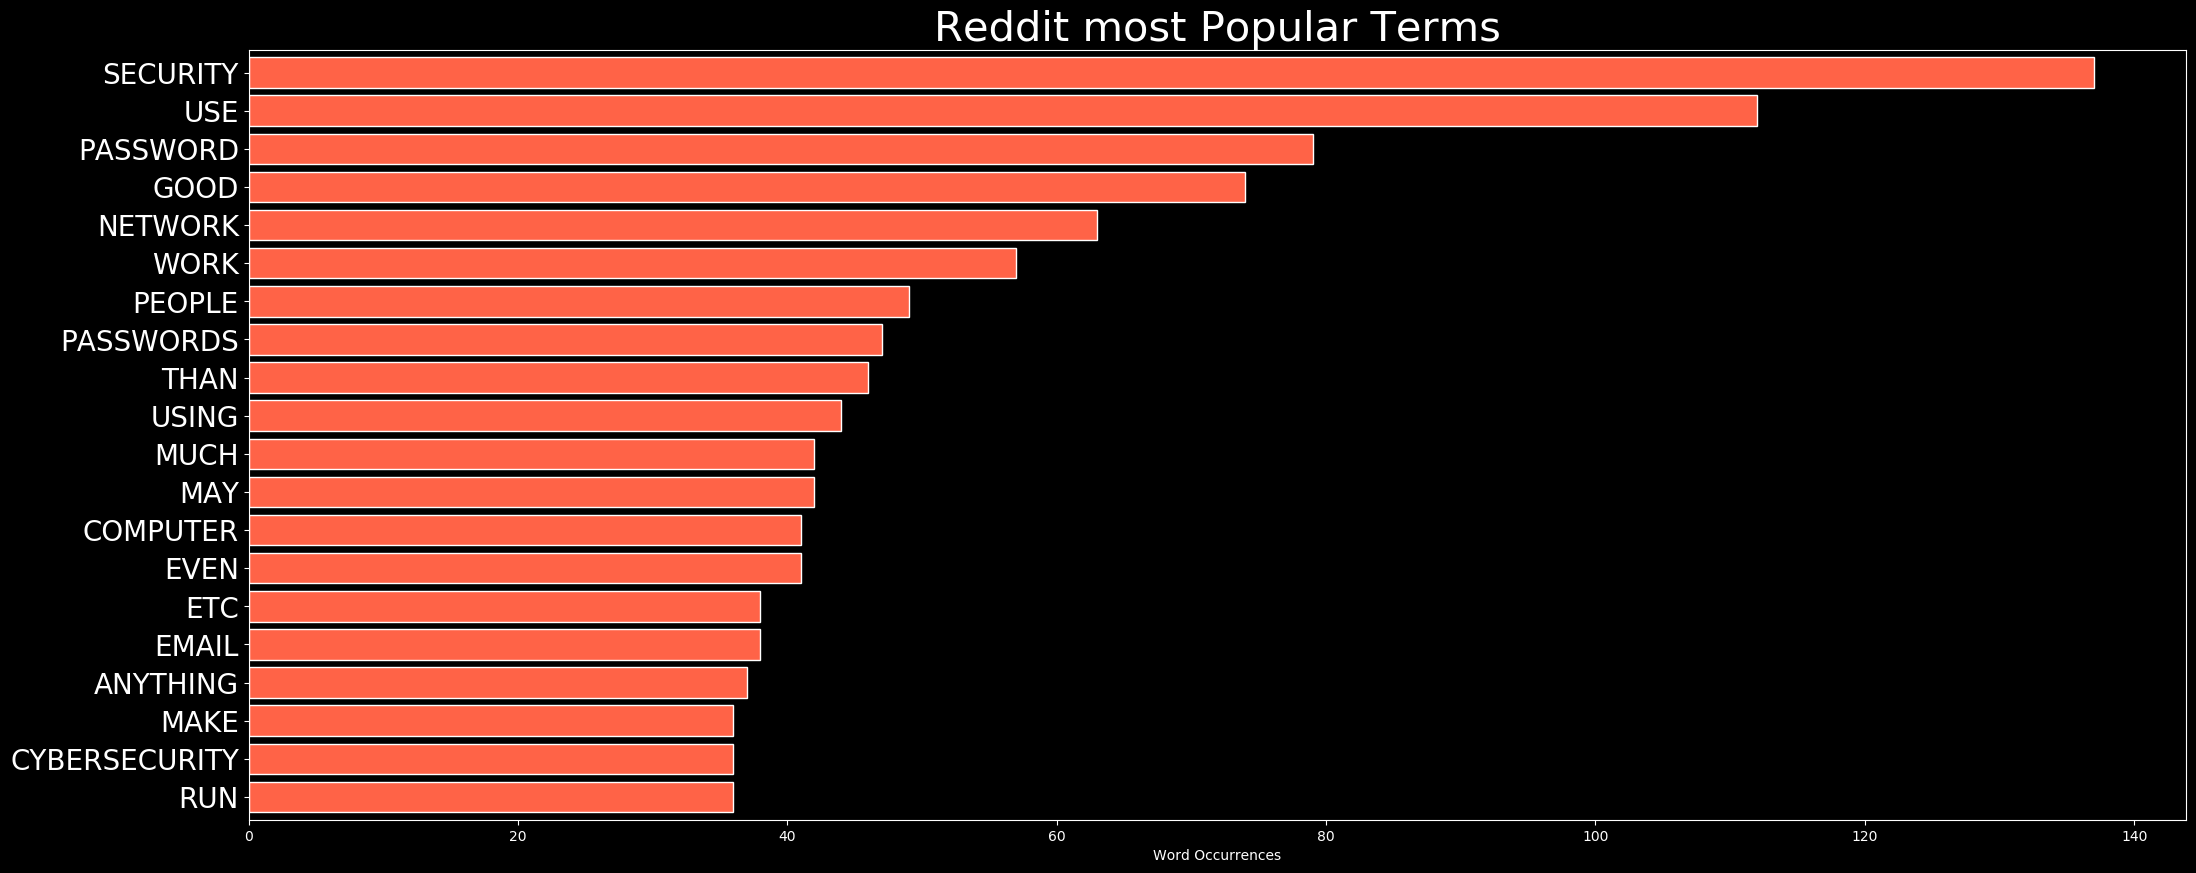 Reddit most Popular Terms
SECURITY
USE
PASSWORD
GOOD
NETWORK
WORK
PEOPLE
PASSWORDS
THAN
USING
MUCH
MAY
COMPUTER
EVEN
ETC
EMAIL
ANYTHING
MAKE
CYBERSECURITY
RUN
0 20 40 60 80 100 120 140
Word Occurrences